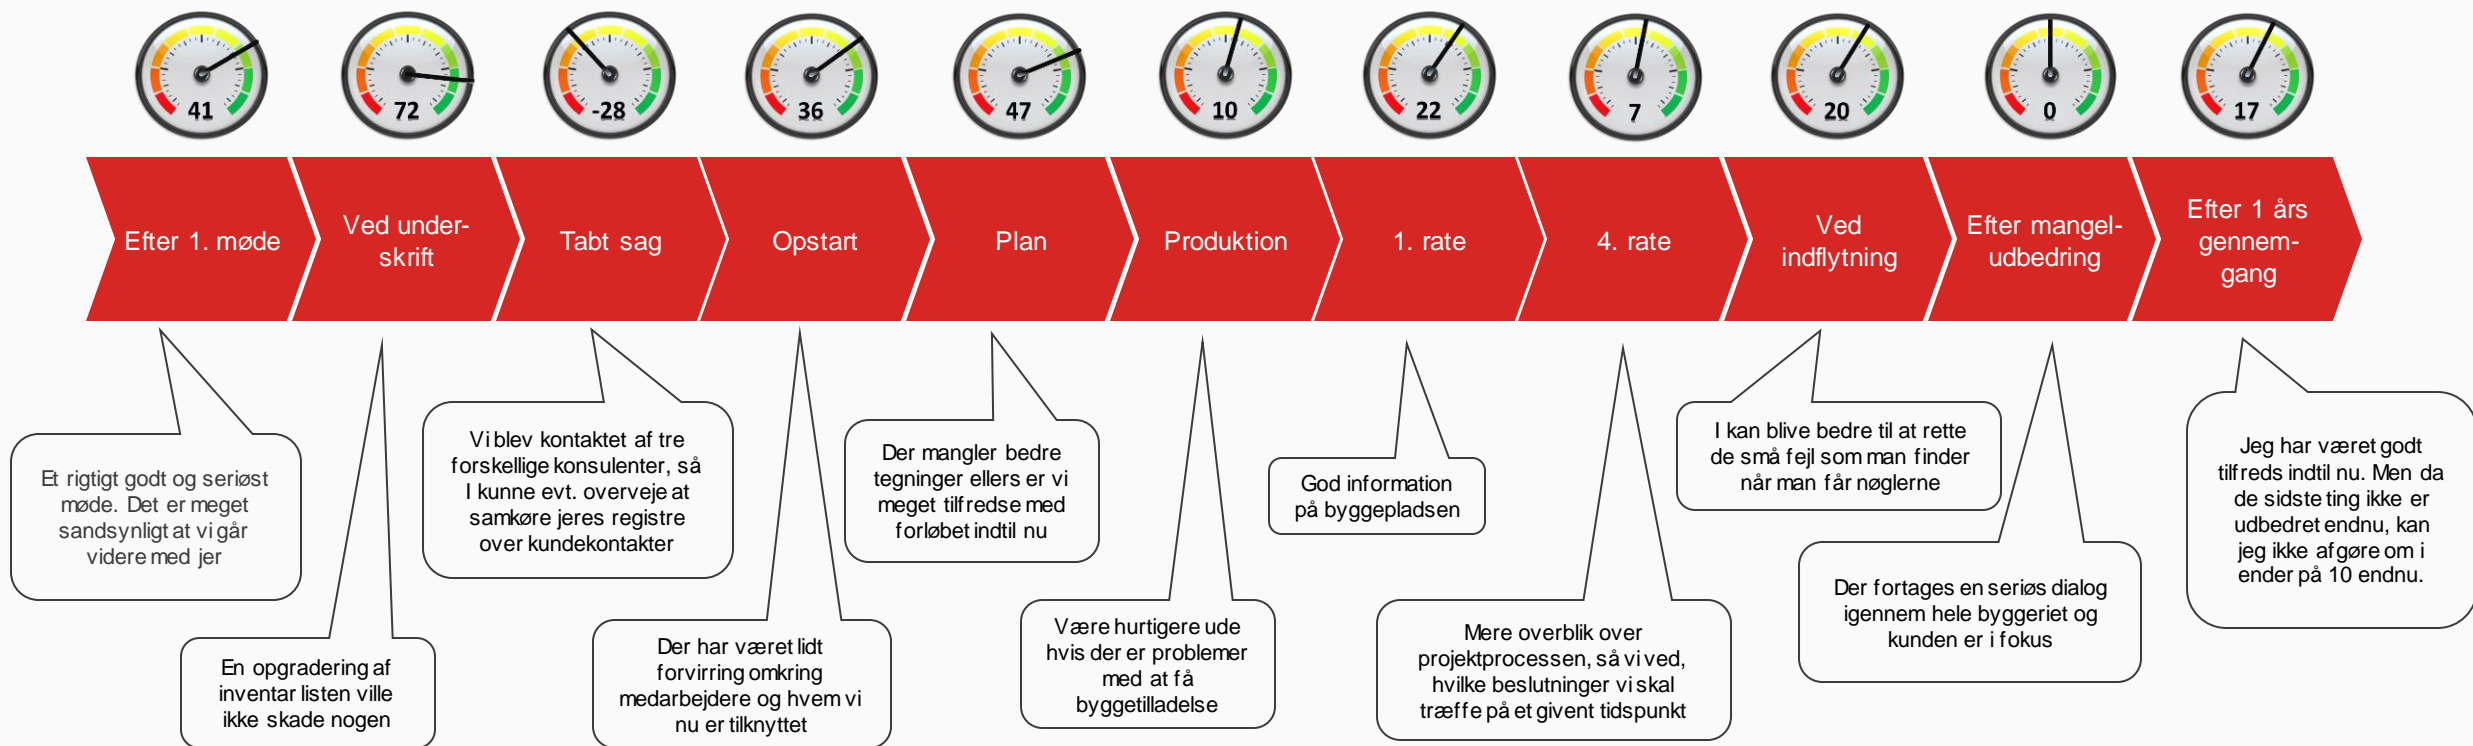 41
72
-28
36
47
10
22
7
20
0
17
Efter 1. møde
Ved under-
skrift
Tabt sag
Opstart
Plan
Produktion
1. rate
4. rate
Ved
indflytning
Efter mangel-
udbedring
Efter 1 års
gennem-
gang
Et rigtigt godt og seriøst
møde. Det er meget
sandsynligt at vi går
videre med jer
En opgradering af
inventar listen ville
ikke skade nogen
Vi blev kontaktet af tre
forskellige konsulenter, så
I kunne evt. overveje at
samkøre jeres registre
over kundekontakter
Der har været lidt
forvirring omkring
medarbejdere og hvem vi
nu er tilknyttet
Der mangler bedre
tegninger ellers er vi
meget tilfredse med
forløbet indtil nu
Være hurtigere ude
hvis der er problemer
med at få
byggetilladelse
God information
på byggepladsen
Mere overblik over
projektprocessen, så vi ved,
hvilke beslutninger vi skal
træffe på et givent tidspunkt
I kan blive bedre til at rette
de små fejl som man finder
når man får nøglerne
Der fortages en seriøs dialog
igennem hele byggeriet og
kunden er i fokus
Jeg har været godt
tilfreds indtil nu. Men da
de sidste ting ikke er
udbedret endnu, kan
jeg ikke afgøre om i
ender på 10 endnu.